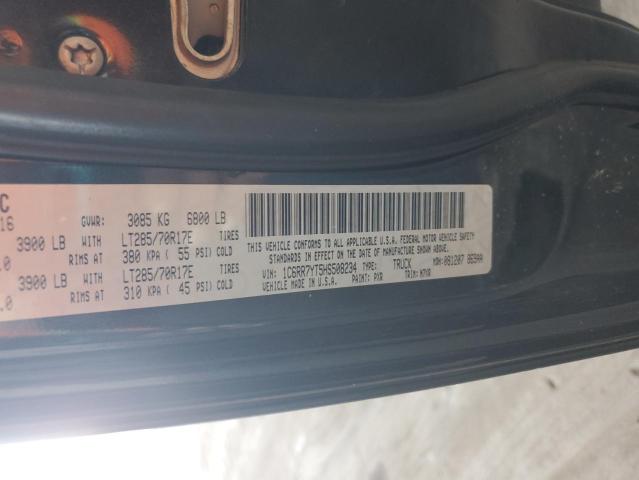 C
16
GVWR: 3085 KG 6800 LB
3900 LB WITH LT285/70R17E TIRES
.0 RIMS AT 380 KPA ( 55 PSI) COLD
3900 LB WITH LT285/70R17E TIRES
.0 RIMS AT 310 KPA ( 45 PSI) COLD
THIS VEHICLE CONFORMS TO ALL APPLICABLE U.S.A. FEDERAL MOTOR VEHICLE SAFETY
STANDARDS IN EFFECT ON THE DATE OF MANUFACTURE SHOWN ABOVE.
VIN: 1C6RR7YT5HS508234 TYPE: TRUCK MDH: 081207
VEHICLE MADE IN U.S.A. PAINT: PXR TRIM: